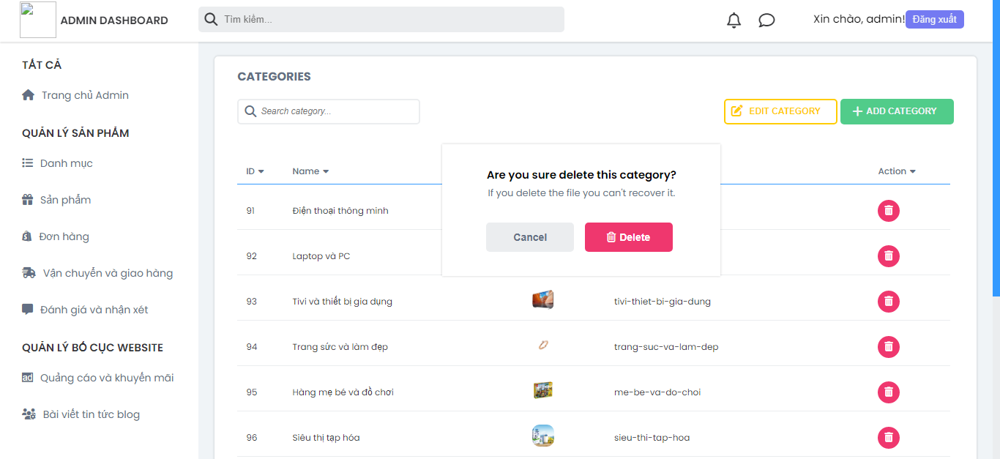 ADMIN DASHBOARD
Tìm kiếm...
Xin chào, admin!
Đăng xuất
TẤT CẢ
Trang chủ Admin
QUẢN LÝ SẢN PHẨM
Danh mục
Sản phẩm
Đơn hàng
Vận chuyển và giao hàng
Đánh giá và nhận xét
QUẢN LÝ BỐ CỤC WEBSITE
Quảng cáo và khuyến mãi
Bài viết tin tức blog
CATEGORIES
Search category...
EDIT CATEGORY
ADD CATEGORY
ID Name Action
91 Điện thoại thông minh
92 Laptop và PC
93 Tivi và thiết bị gia dụng tivi-thiet-bi-gia-dung
94 Trang sức và làm đẹp trang-suc-va-lam-dep
95 Hàng mẹ bé và đồ chơi me-be-va-do-choi
96 Siêu thị tạp hóa sieu-thi-tap-hoa
Are you sure delete this category?
If you delete the file you can't recover it.
Cancel
Delete